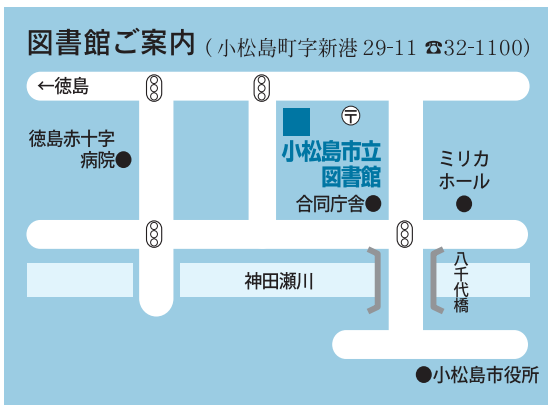 図書館ご案内（小松島町字新港 29-11 ☎32-1100）
←徳島
〒
徳島赤十字
病院●
小松島市立
図書館
ミリカ
ホール
●
合同庁舎●
神田瀬川
八千代橋
●小松島市役所